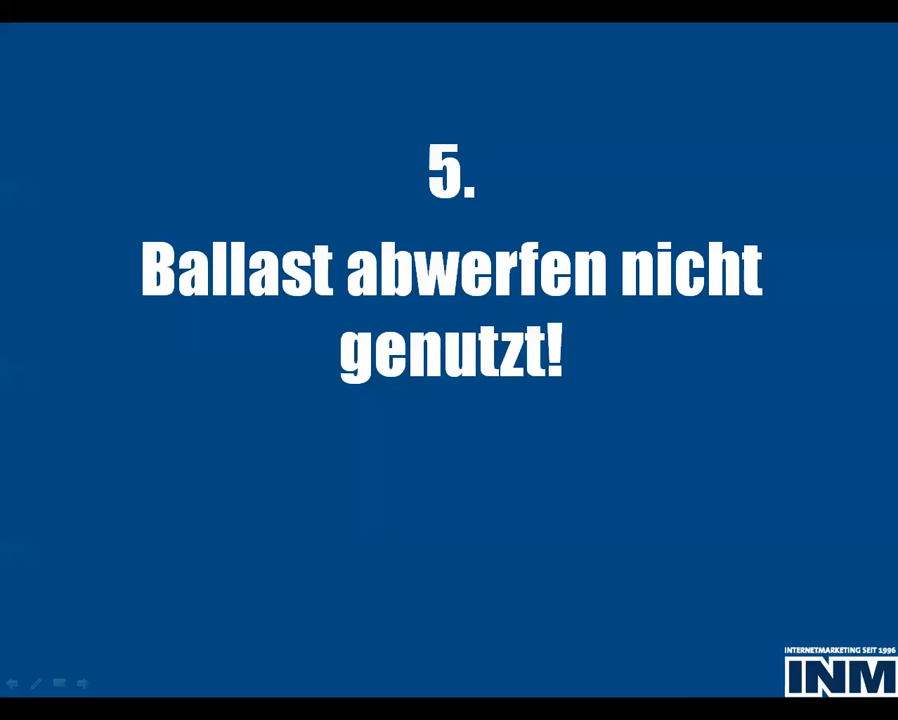 5.
Ballast abwerfen nicht
genutzt!
INTERNETMARKETING SEIT 1996
INM